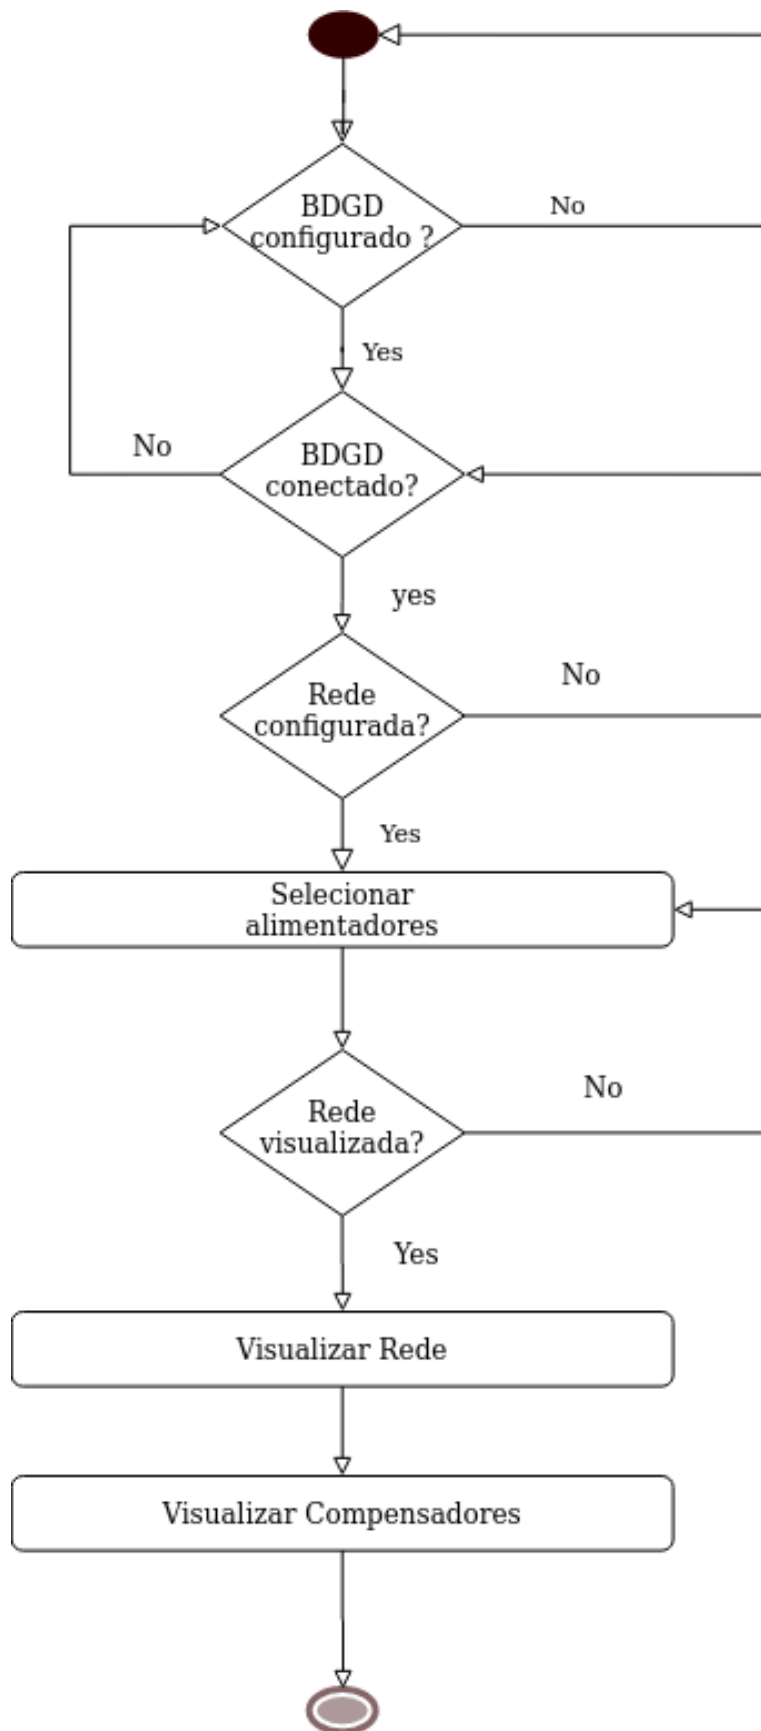 BDGD
configurado ?
No
Yes
BDGD
conectado?
No
yes
Rede
configurada?
No
Yes
Selecionar
alimentadores
Rede
visualizada?
No
Yes
Visualizar Rede
Visualizar Compensadores